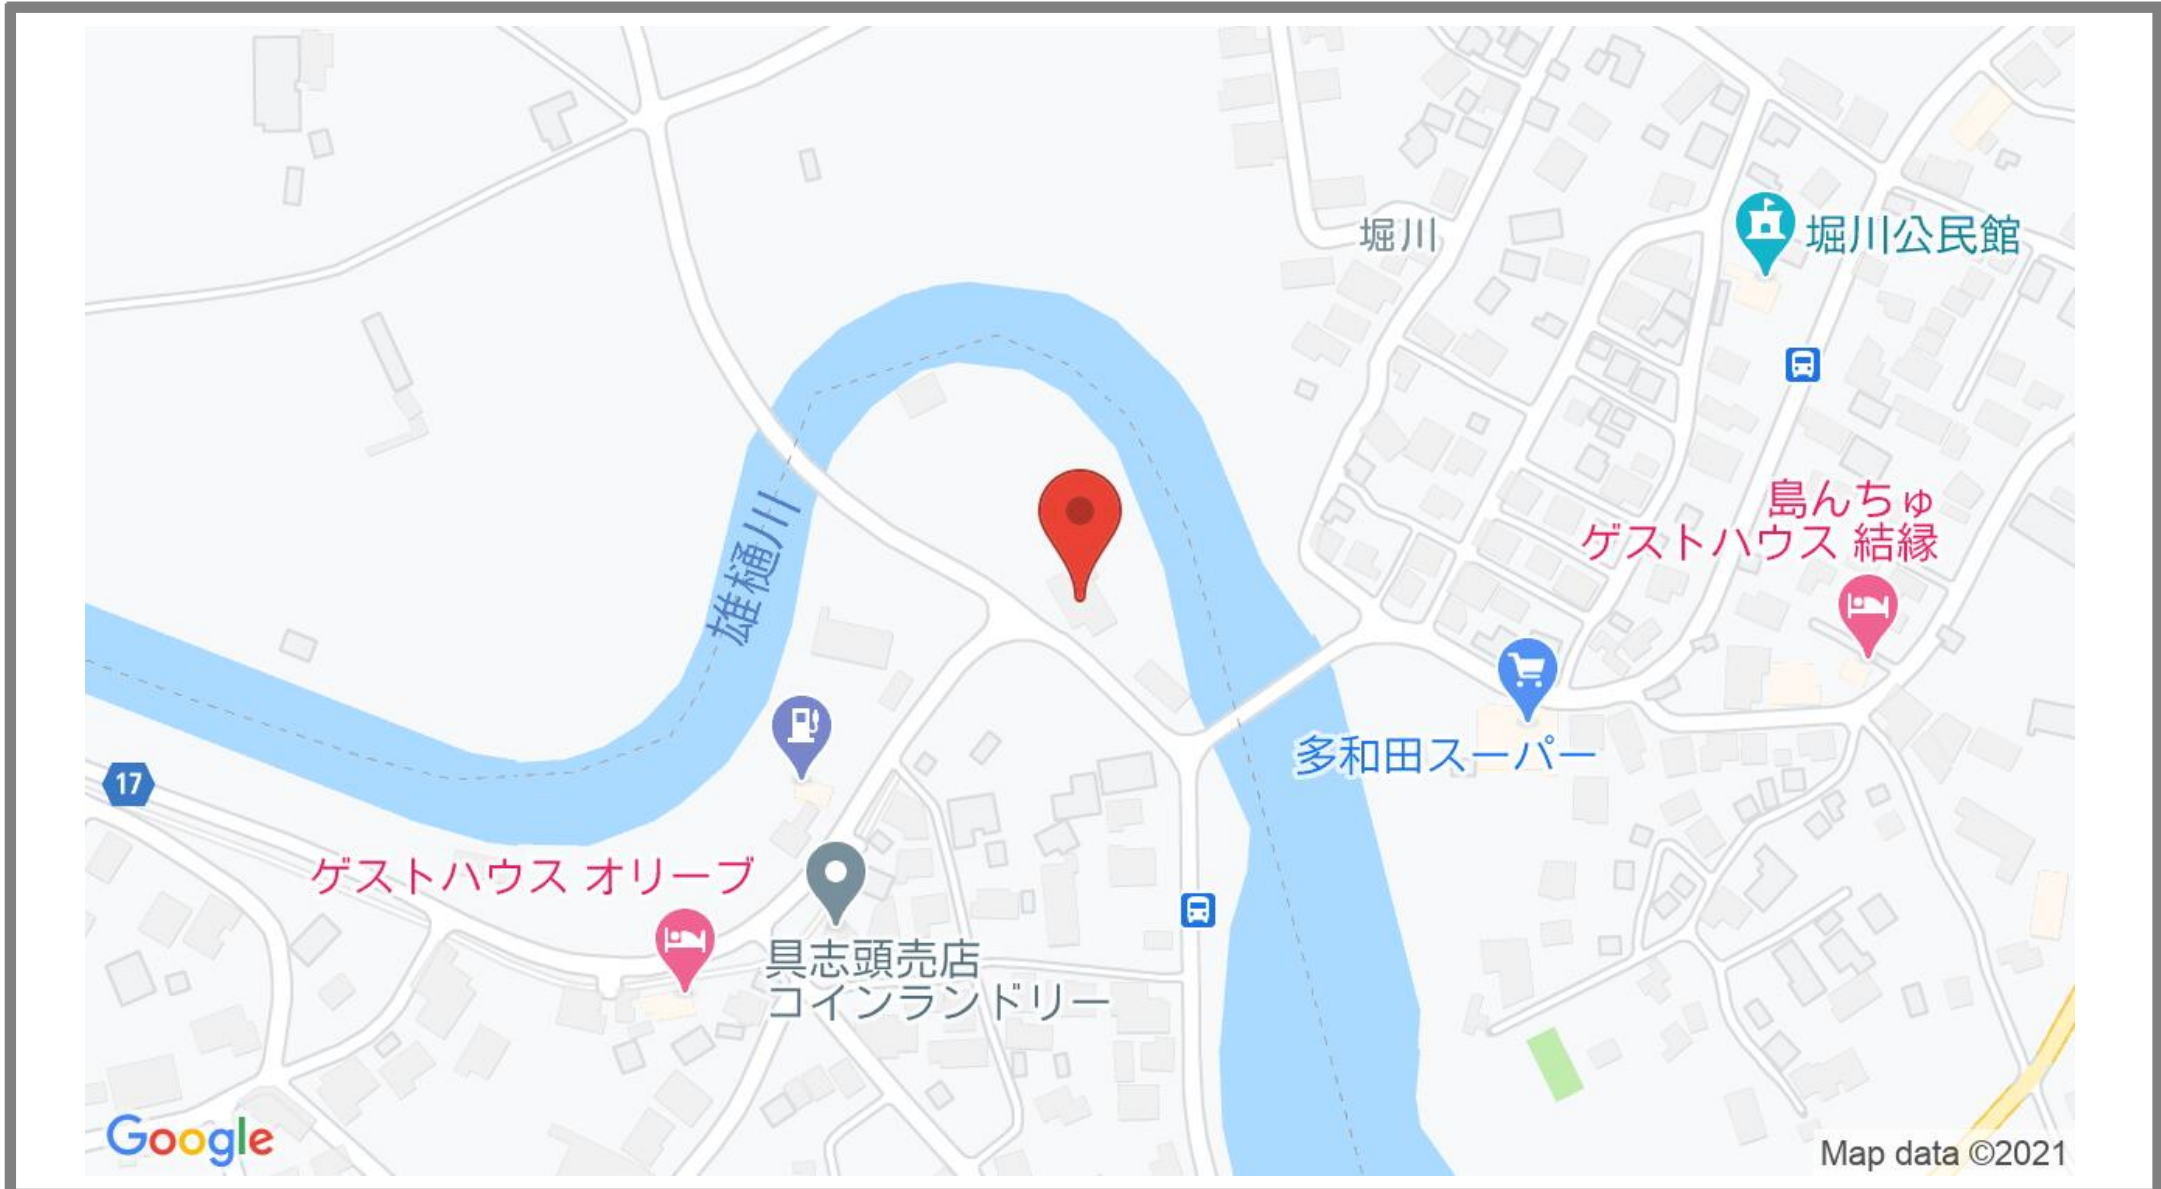 堀川
堀川公民館
島んちゅ
ゲストハウス 結縁
雄樋川
多和田スーパー
17
ゲストハウス オリーブ
具志頭売店
コインランドリー
Google
Map data ©2021